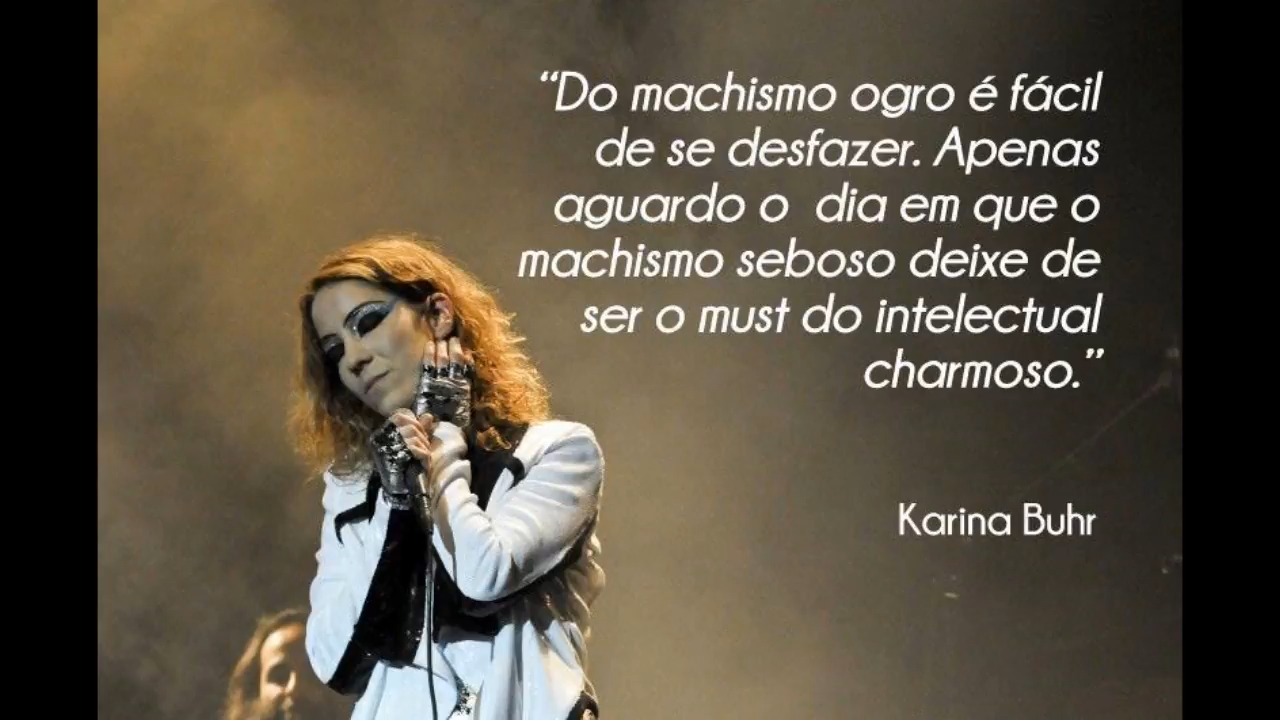 “Do machismo ogro é fácil
de se desfazer. Apenas
aguardo o  dia em que o
machismo seboso deixe de
ser o must do intelectual
charmoso.”
Karina Buhr